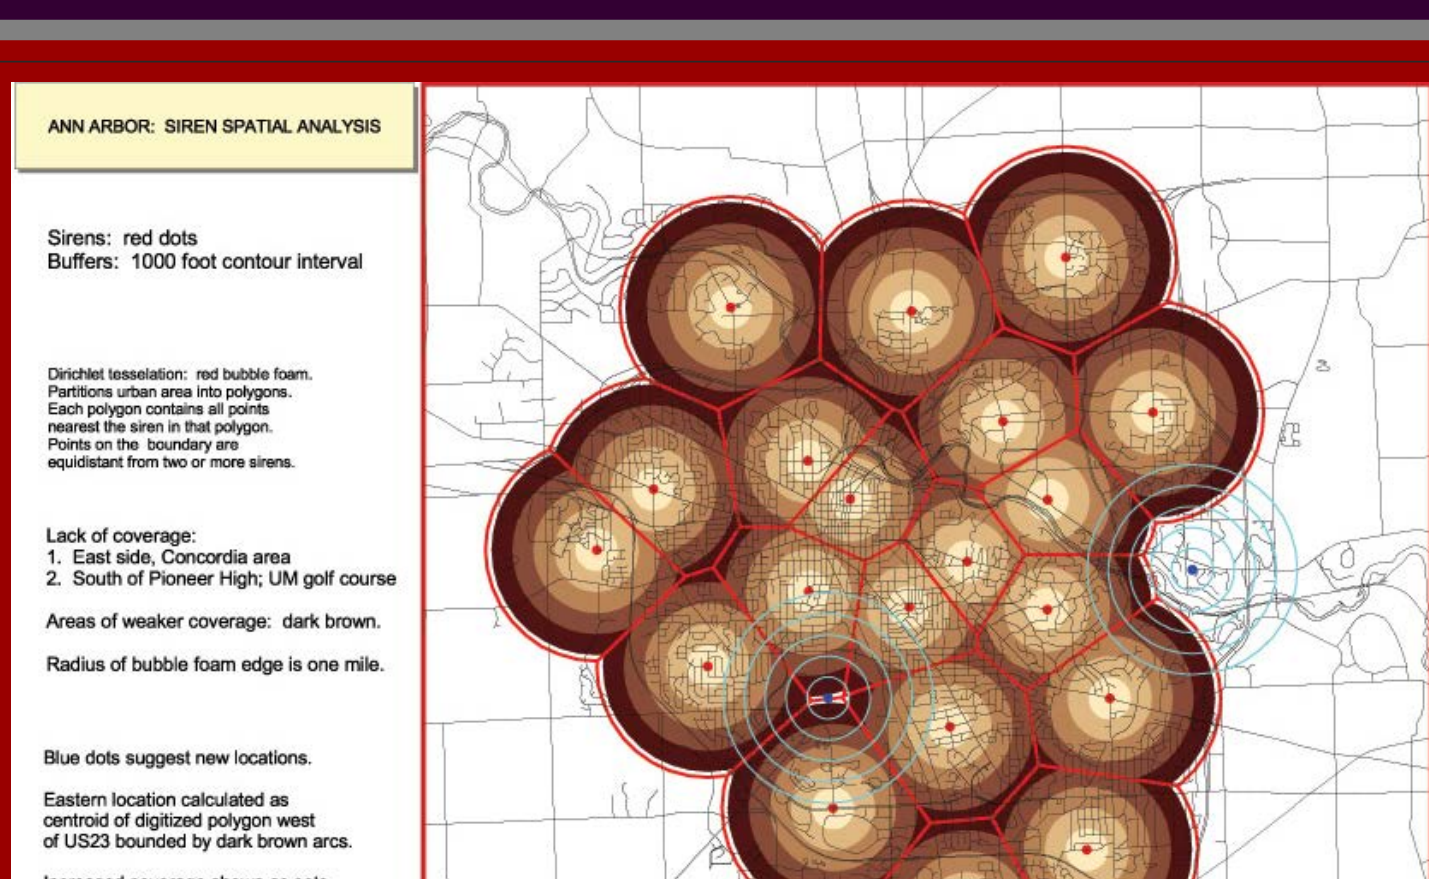 ANN ARBOR: SIREN SPATIAL ANALYSIS
Sirens: red dots
Buffers: 1000 foot contour interval
Dirichlet tesselation: red bubble foam.
Partitions urban area into polygons.
Each polygon contains all points
nearest the siren in that polygon.
Points on the boundary are
equidistant from two or more sirens.
Lack of coverage:
1. East side, Concordia area
2. South of Pioneer High; UM golf course
Areas of weaker coverage: dark brown.
Radius of bubble foam edge is one mile.
Blue dots suggest new locations.
Eastern location calculated as
centroid of digitized polygon west
of US23 bounded by dark brown arcs.